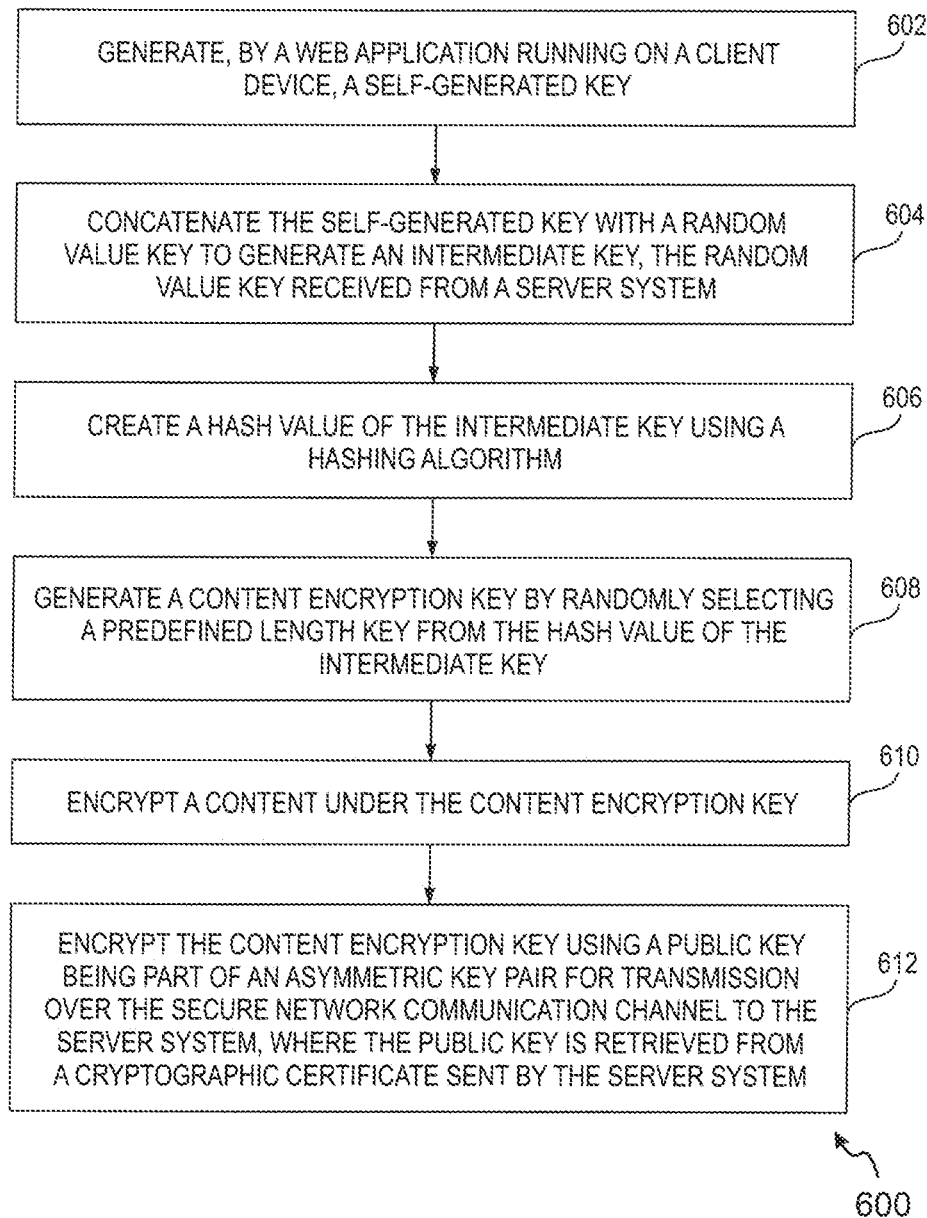 602
GENERATE, BY A WEB APPLICATION RUNNING ON A CLIENT
DEVICE, A SELF-GENERATED KEY
604
CONCATENATE THE SELF-GENERATED KEY WITH A RANDOM
VALUE KEY TO GENERATE AN INTERMEDIATE KEY, THE RANDOM
VALUE KEY RECEIVED FROM A SERVER SYSTEM
606
CREATE A HASH VALUE OF THE INTERMEDIATE KEY USING A
HASHING ALGORITHM
608
GENERATE A CONTENT ENCRYPTION KEY BY RANDOMLY SELECTING
A PREDEFINED LENGTH KEY FROM THE HASH VALUE OF THE
INTERMEDIATE KEY
610
ENCRYPT A CONTENT UNDER THE CONTENT ENCRYPTION KEY
612
ENCRYPT THE CONTENT ENCRYPTION KEY USING A PUBLIC KEY
BEING PART OF AN ASYMMETRIC KEY PAIR FOR TRANSMISSION
OVER THE SECURE NETWORK COMMUNICATION CHANNEL TO THE
SERVER SYSTEM, WHERE THE PUBLIC KEY IS RETRIEVED FROM
A CRYPTOGRAPHIC CERTIFICATE SENT BY THE SERVER SYSTEM
600